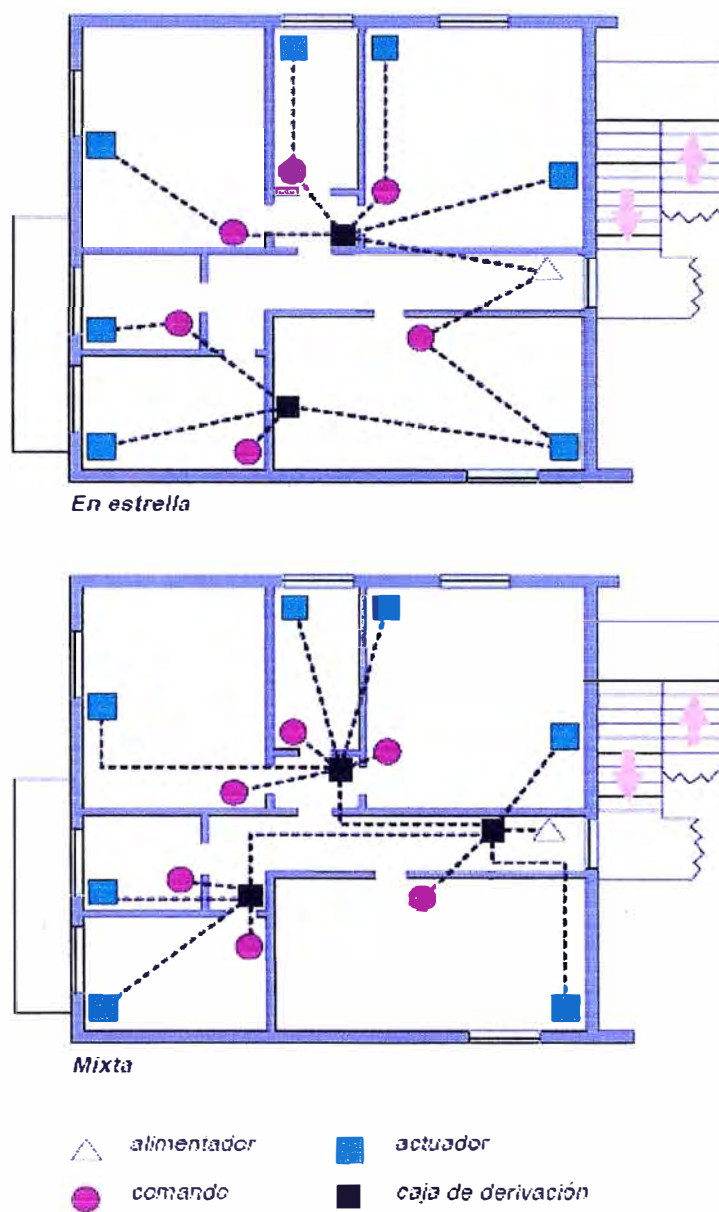 En estrella
Mixta
alimentador
actuador
comando
caja de derivación